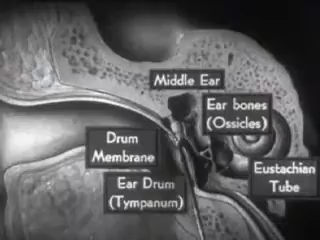 Middle Ear
Ear bones
(Ossicles)
Drum
Membrane
Ear Drum
(Tympanum)
Eustachian
Tube